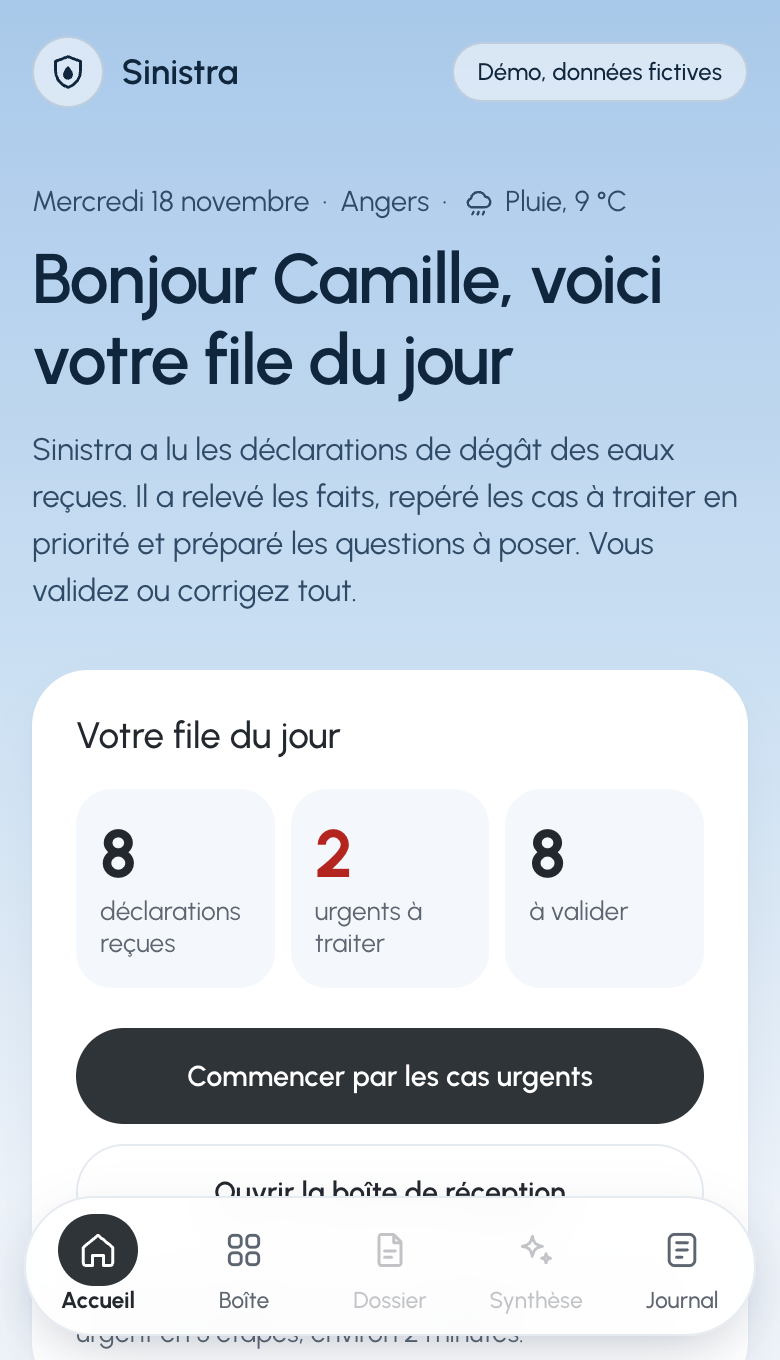 Sinistra
Démo, données fictives
Mercredi 18 novembre · Angers · Pluie, 9 °C
Bonjour Camille, voici
votre file du jour
Sinistra a lu les déclarations de dégât des eaux
reçues. Il a relevé les faits, repéré les cas à traiter en
priorité et préparé les questions à poser. Vous
validez ou corrigez tout.
Votre file du jour
8
déclarations
reçues
2
urgents à
traiter
8
à valider
Commencer par les cas urgents
Ouvrir la boîte de réception
Accueil
Boîte
Dossier
Synthèse
Journal